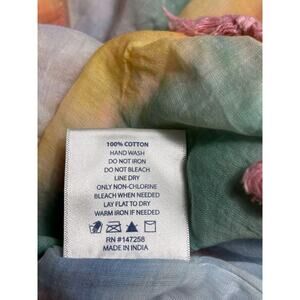 100% COTTON
HAND WASH
DO NOT IRON
DO NOT BLEACH
LINE DRY
ONLY NON-CHLORINE
BLEACH WHEN NEEDED
LAY FLAT TO DRY
WARM IRON IF NEEDED
RN #147258
MADE IN INDIA